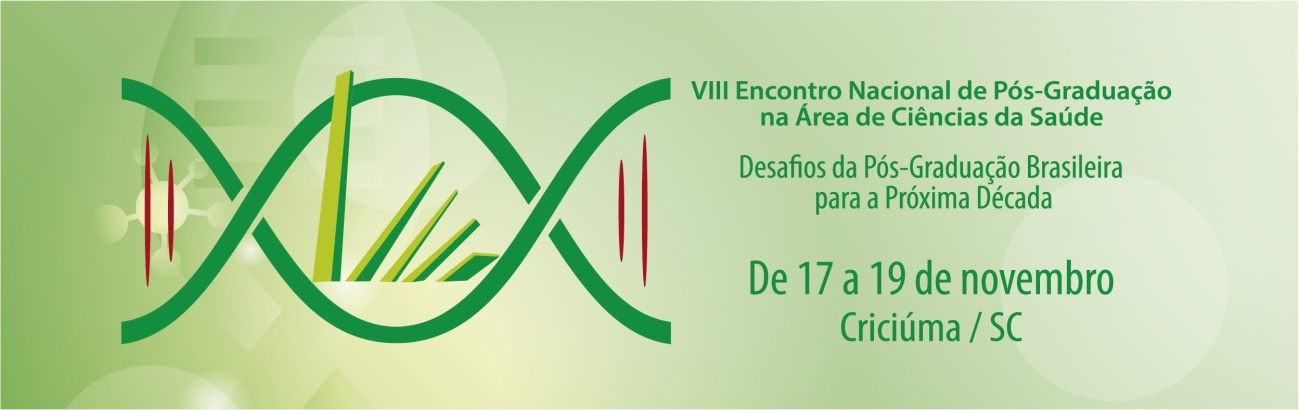 VIII Encontro Nacional de Pós-Graduação
na Área de Ciências da Saúde
Desafios da Pós-Graduação Brasileira
para a Próxima Década
De 17 a 19 de novembro
Criciúma / SC